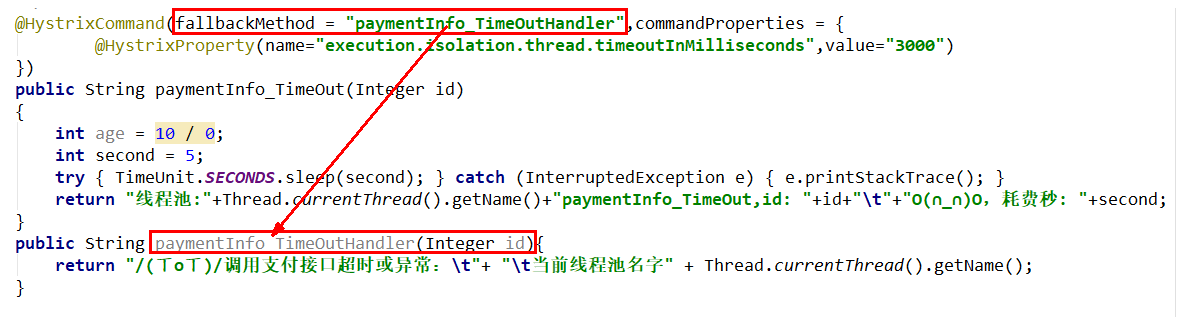 @HystrixCommand(fallbackMethod = "paymentInfo_TimeOutHandler",commandProperties = {
        @HystrixProperty(name="execution.isolation.thread.timeoutInMilliseconds",value="3000")
})
public String paymentInfo_TimeOut(Integer id)
{
    int age = 10 / 0;
    int second = 5;
    try { TimeUnit.SECONDS.sleep(second); } catch (InterruptedException e) { e.printStackTrace(); }
    return "线程池:"+Thread.currentThread().getName()+"paymentInfo_TimeOut,id: "+id+"\t"+"O(∩_∩)O，耗费秒: "+second;
}
public String paymentInfo_TimeOutHandler(Integer id){
    return "/(ㄒoㄒ)/调用支付接口超时或异常：\t"+ "\t当前线程池名字" + Thread.currentThread().getName();
}